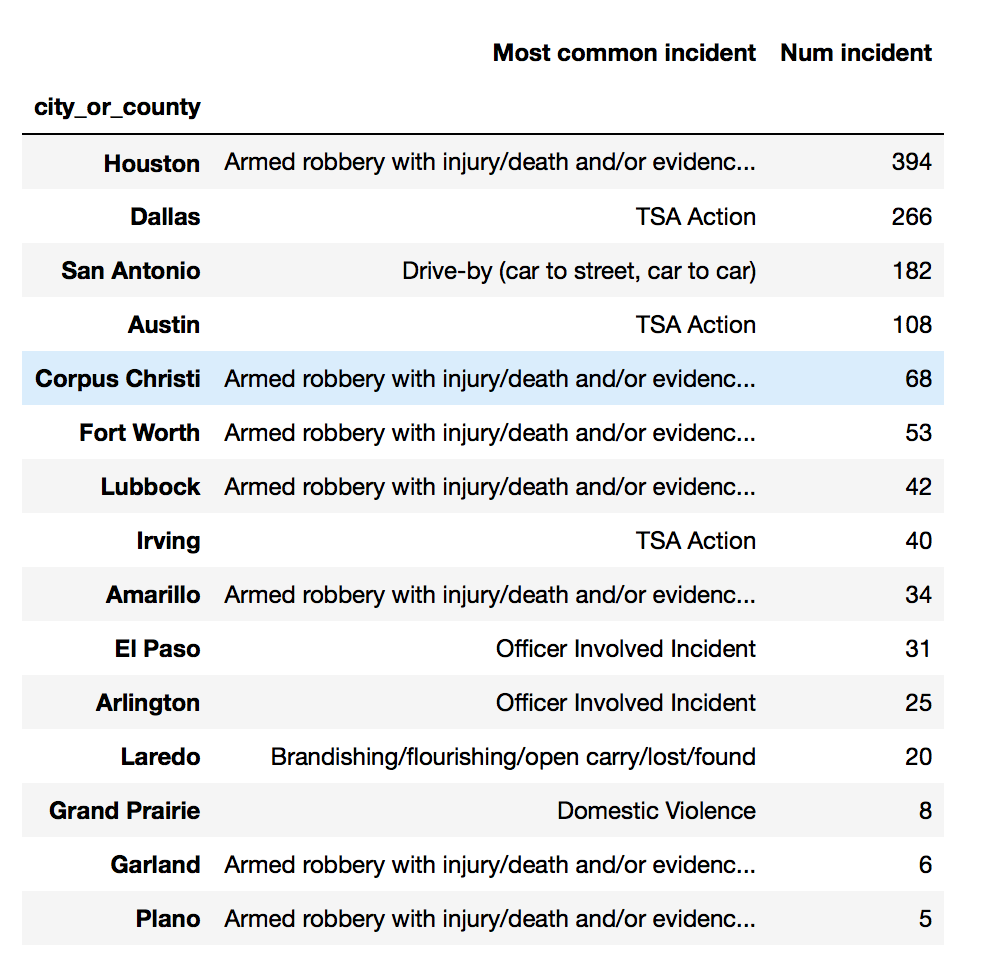 Most common incident Num incident
city_or_county
Houston Armed robbery with injury/death and/or evidenc... 394
Dallas TSA Action 266
San Antonio Drive-by (car to street, car to car) 182
Austin TSA Action 108
Corpus Christi Armed robbery with injury/death and/or evidenc... 68
Fort Worth Armed robbery with injury/death and/or evidenc... 53
Lubbock Armed robbery with injury/death and/or evidenc... 42
Irving TSA Action 40
Amarillo Armed robbery with injury/death and/or evidenc... 34
El Paso Officer Involved Incident 31
Arlington Officer Involved Incident 25
Laredo Brandishing/flourishing/open carry/lost/found 20
Grand Prairie Domestic Violence 8
Garland Armed robbery with injury/death and/or evidenc... 6
Plano Armed robbery with injury/death and/or evidenc... 5